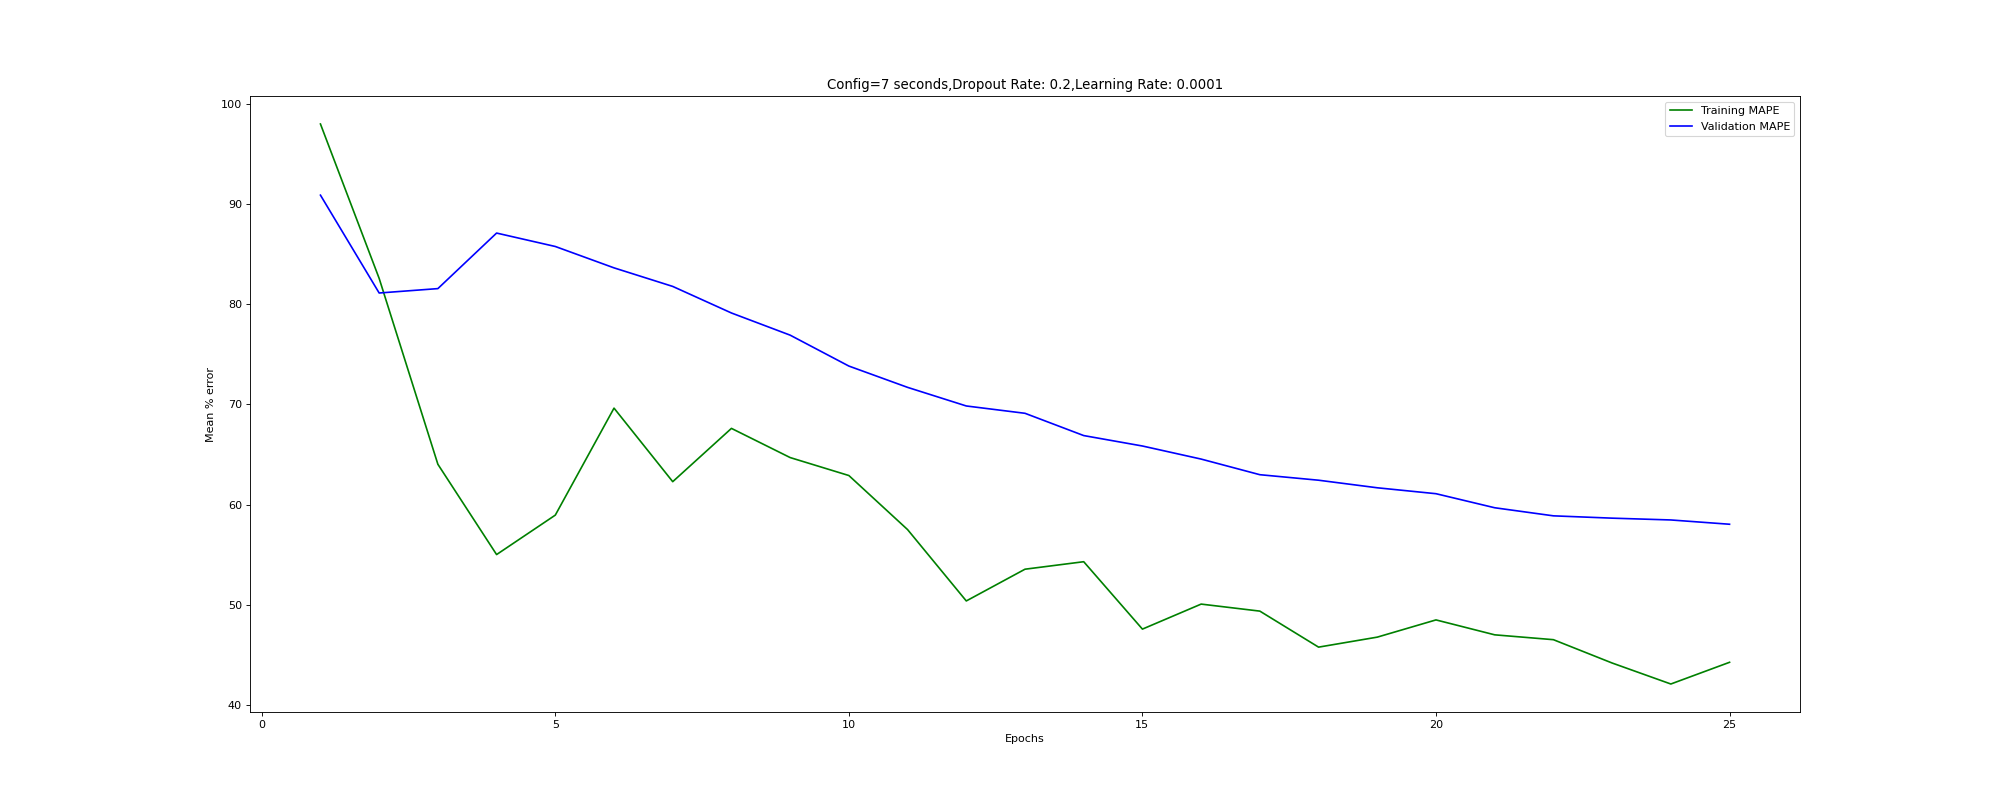 Config=7 seconds,Dropout Rate: 0.2,Learning Rate: 0.0001
Training MAPE
Validation MAPE
100
90
80
70
60
50
40
Mean % error
0 5 10 15 20 25
Epochs